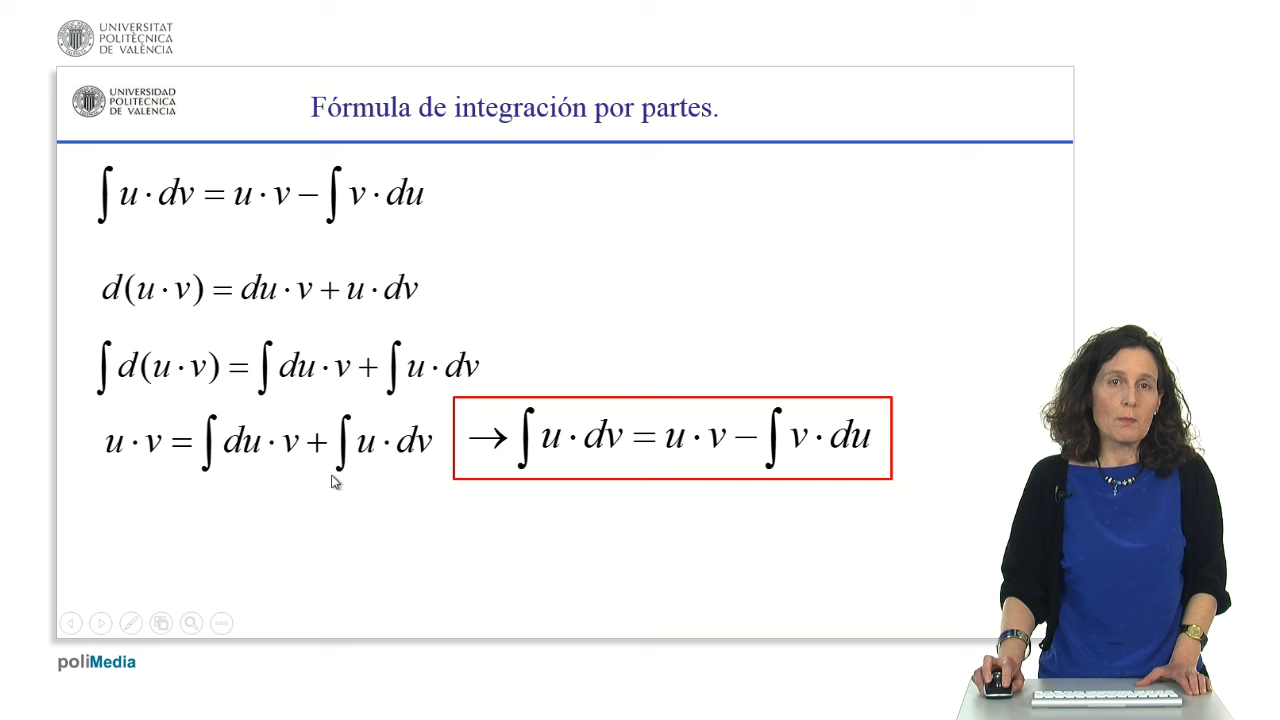 UNIVERSITAT
POLITÈCNICA
DE VALÈNCIA
UNIVERSIDAD
POLITECNICA
DE VALENCIA
Fórmula de integración por partes.
∫ u · dv = u · v − ∫ v · du
d(u · v) = du · v + u · dv
∫ d(u · v) = ∫ du · v + ∫ u · dv
u · v = ∫ du · v + ∫ u · dv → ∫ u · dv = u · v − ∫ v · du
poliMedia